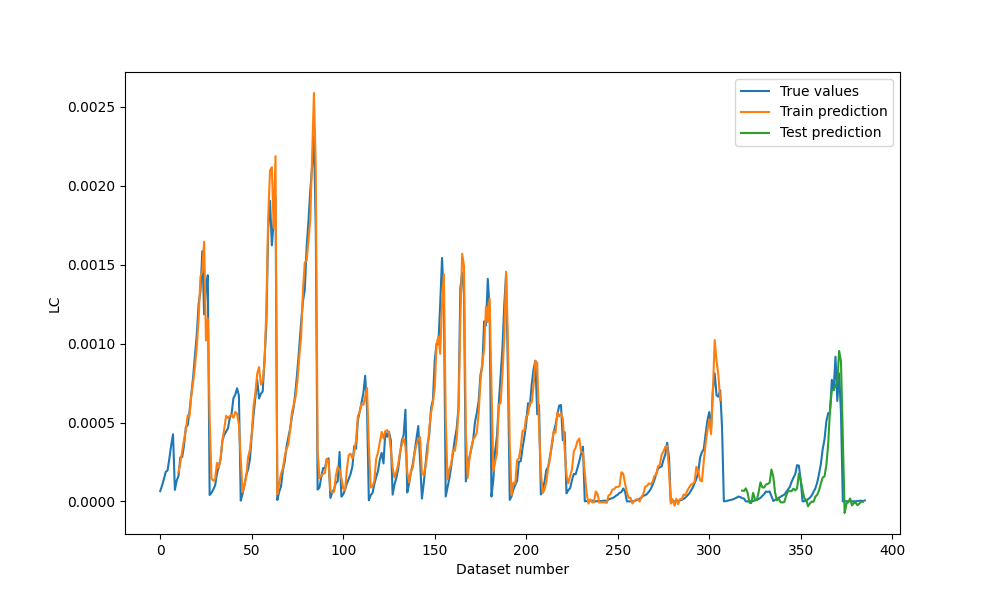 True values
Train prediction
Test prediction
0.0025
0.0020
0.0015
0.0010
0.0005
0.0000
LC
0 50 100 150 200 250 300 350 400
Dataset number